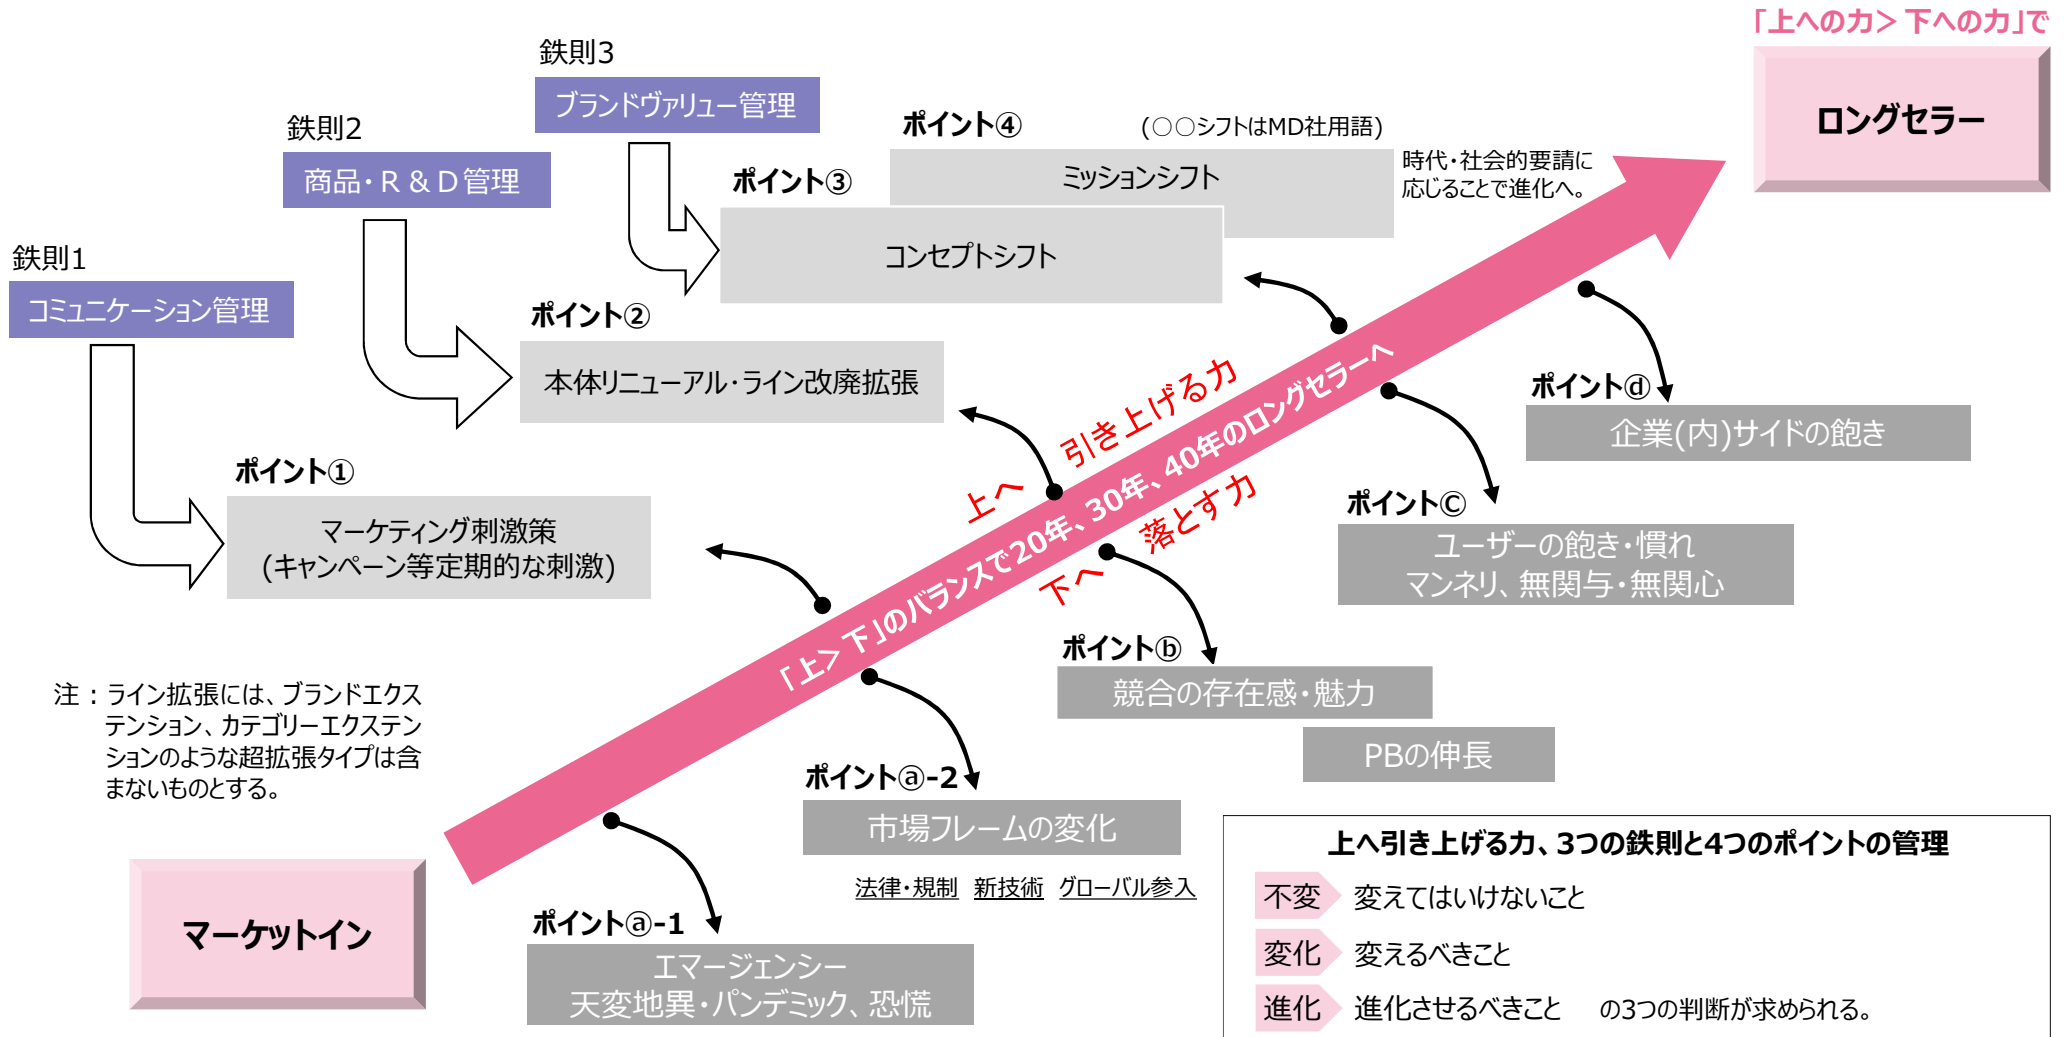 「上への力＞下への力」で
ロングセラー
鉄則3
ブランドヴァリュー管理
鉄則2
商品・Ｒ＆Ｄ管理
鉄則1
コミュニケーション管理
ポイント④
(○○シフトはMD社用語)
ミッションシフト
時代・社会的要請に
応じることで進化へ。
ポイント③
コンセプトシフト
ポイント②
本体リニューアル・ライン改廃拡張
ポイント①
マーケティング刺激策
(キャンペーン等定期的な刺激)
上へ 引き上げる力
「上＞下」のバランスで20年、30年、40年のロングセラーへ
下へ 落とす力
ポイントⓓ
企業(内)サイドの飽き
ポイントⒸ
ユーザーの飽き・慣れ
マンネリ、無関与・無関心
ポイントⓑ
競合の存在感・魅力
PBの伸長
ポイントⓐ-2
市場フレームの変化
法律・規制 新技術 グローバル参入
ポイントⓐ-1
エマージェンシー
天変地異・パンデミック、恐慌
注：ライン拡張には、ブランドエクス
テンション、カテゴリーエクステン
ションのような超拡張タイプは含
まないものとする。
マーケットイン
上へ引き上げる力、3つの鉄則と4つのポイントの管理
不変 変えてはいけないこと
変化 変えるべきこと
進化 進化させるべきこと の3つの判断が求められる。